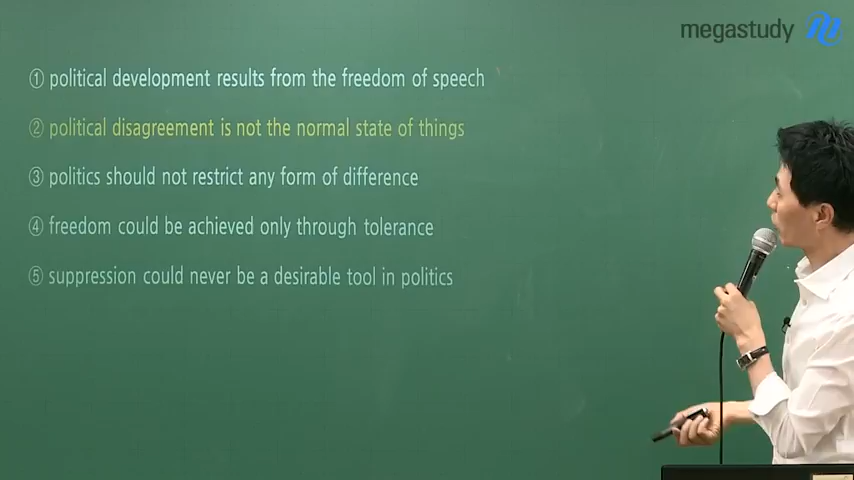 megastudy
① political development results from the freedom of speech
② political disagreement is not the normal state of things
③ politics should not restrict any form of difference
④ freedom could be achieved only through tolerance
⑤ suppression could never be a desirable tool in politics